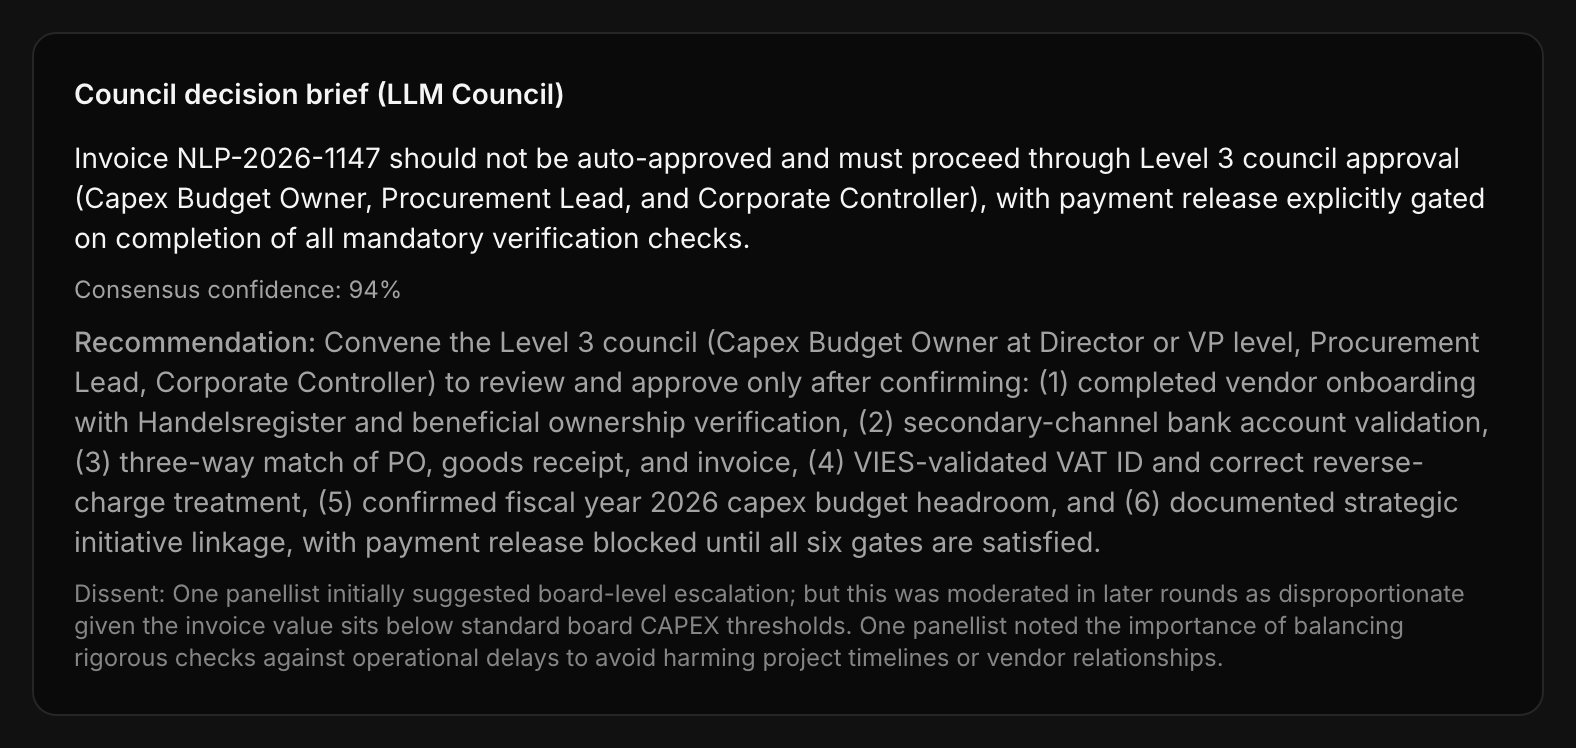 Council decision brief (LLM Council)
Invoice NLP-2026-1147 should not be auto-approved and must proceed through Level 3 council approval
(Capex Budget Owner, Procurement Lead, and Corporate Controller), with payment release explicitly gated
on completion of all mandatory verification checks.
Consensus confidence: 94%
Recommendation: Convene the Level 3 council (Capex Budget Owner at Director or VP level, Procurement
Lead, Corporate Controller) to review and approve only after confirming: (1) completed vendor onboarding
with Handelsregister and beneficial ownership verification, (2) secondary-channel bank account validation,
(3) three-way match of PO, goods receipt, and invoice, (4) VIES-validated VAT ID and correct reverse-
charge treatment, (5) confirmed fiscal year 2026 capex budget headroom, and (6) documented strategic
initiative linkage, with payment release blocked until all six gates are satisfied.
Dissent: One panellist initially suggested board-level escalation; but this was moderated in later rounds as disproportionate
given the invoice value sits below standard board CAPEX thresholds. One panellist noted the importance of balancing
rigorous checks against operational delays to avoid harming project timelines or vendor relationships.